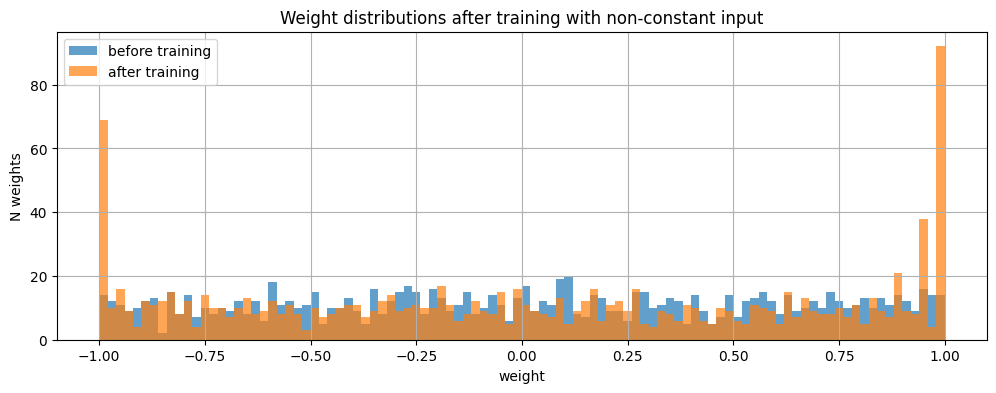 Weight distributions after training with non-constant input
before training
after training
N weights
80
60
40
20
0
−1.00 −0.75 −0.50 −0.25 0.00 0.25 0.50 0.75 1.00
weight